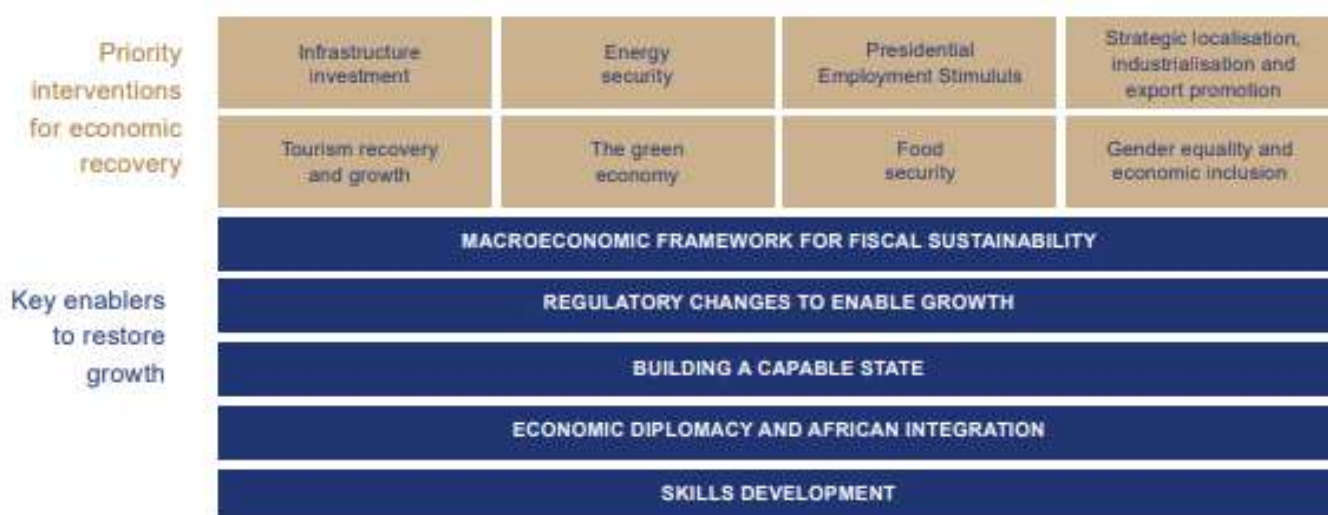 Priority
interventions
for economic
recovery
Infrastructure
investment
Energy
security
Presidential
Employment Stimululs
Strategic localisation,
industrialisation and
export promotion
Tourism recovery
and growth
The green
economy
Food
security
Gender equality and
economic inclusion
Key enablers
to restore
growth
MACROECONOMIC FRAMEWORK FOR FISCAL SUSTAINABILITY
REGULATORY CHANGES TO ENABLE GROWTH
BUILDING A CAPABLE STATE
ECONOMIC DIPLOMACY AND AFRICAN INTEGRATION
SKILLS DEVELOPMENT